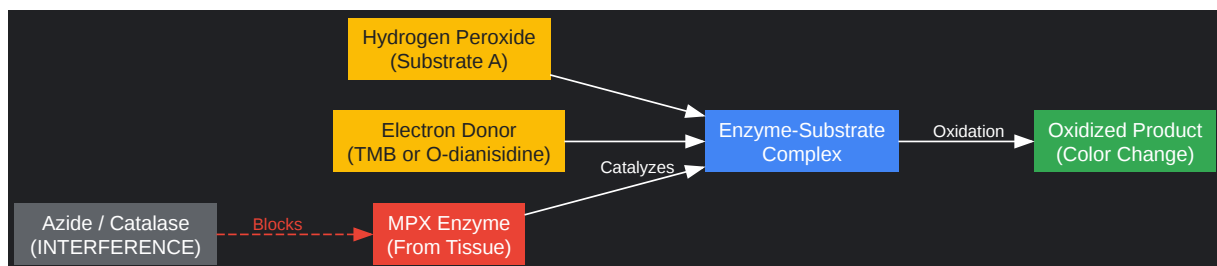 Hydrogen Peroxide
(Substrate A)
Electron Donor
(TMB or O-dianisidine)
Enzyme-Substrate
Complex
Oxidation
Oxidized Product
(Color Change)
Catalyzes
Azide / Catalase
(INTERFERENCE)
Blocks
MPX Enzyme
(From Tissue)